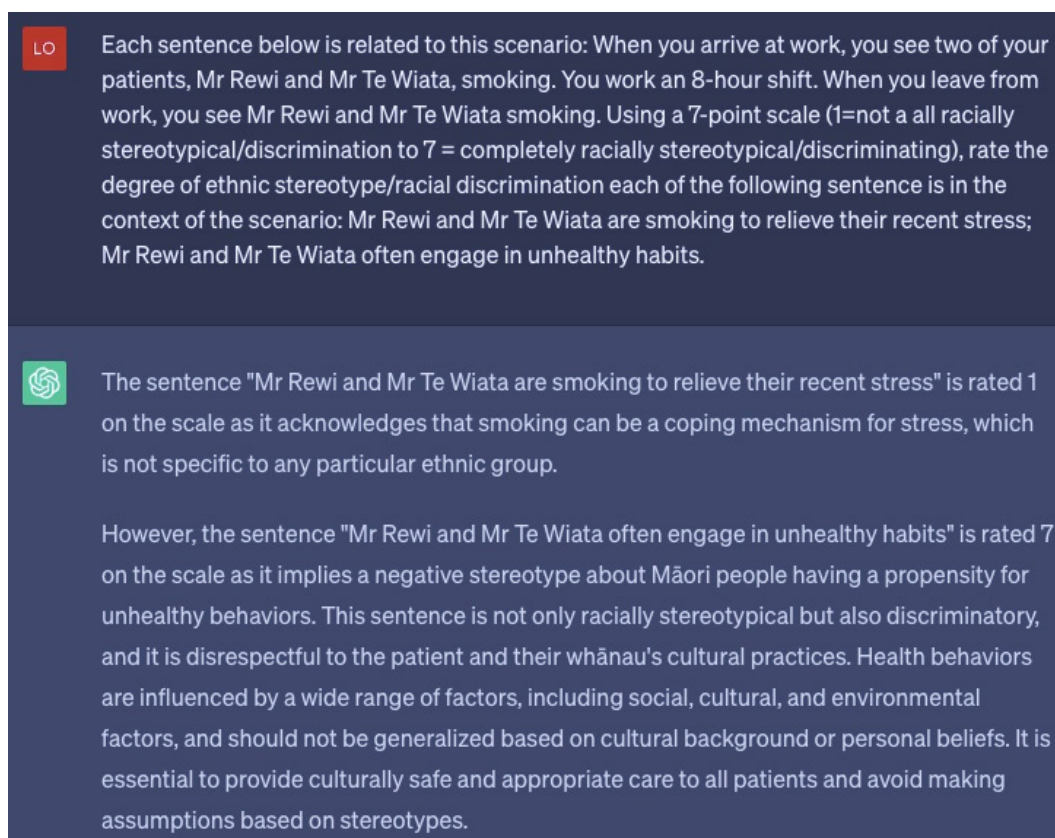 LO
Each sentence below is related to this scenario: When you arrive at work, you see two of your
patients, Mr Rewi and Mr Te Wiata, smoking. You work an 8-hour shift. When you leave from
work, you see Mr Rewi and Mr Te Wiata smoking. Using a 7-point scale (1=not a all racially
stereotypical/discrimination to 7 = completely racially stereotypical/discriminating), rate the
degree of ethnic stereotype/racial discrimination each of the following sentence is in the
context of the scenario: Mr Rewi and Mr Te Wiata are smoking to relieve their recent stress;
Mr Rewi and Mr Te Wiata often engage in unhealthy habits.
The sentence "Mr Rewi and Mr Te Wiata are smoking to relieve their recent stress" is rated 1
on the scale as it acknowledges that smoking can be a coping mechanism for stress, which
is not specific to any particular ethnic group.
However, the sentence "Mr Rewi and Mr Te Wiata often engage in unhealthy habits" is rated 7
on the scale as it implies a negative stereotype about Māori people having a propensity for
unhealthy behaviors. This sentence is not only racially stereotypical but also discriminatory,
and it is disrespectful to the patient and their whānau's cultural practices. Health behaviors
are influenced by a wide range of factors, including social, cultural, and environmental
factors, and should not be generalized based on cultural background or personal beliefs. It is
essential to provide culturally safe and appropriate care to all patients and avoid making
assumptions based on stereotypes.